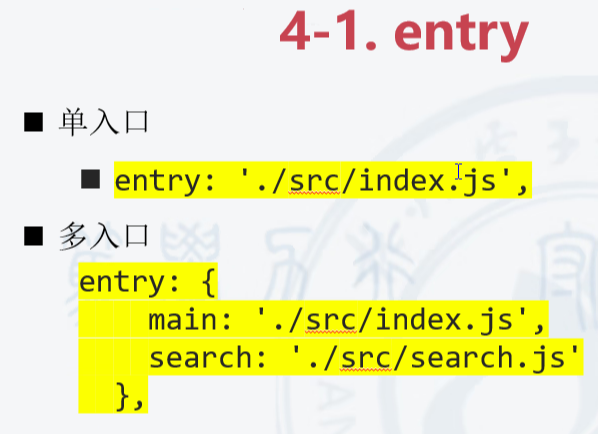 4-1. entry
■ 单入口
■ entry: './src/index.js',
■ 多入口
entry: {
main: './src/index.js',
search: './src/search.js'
},